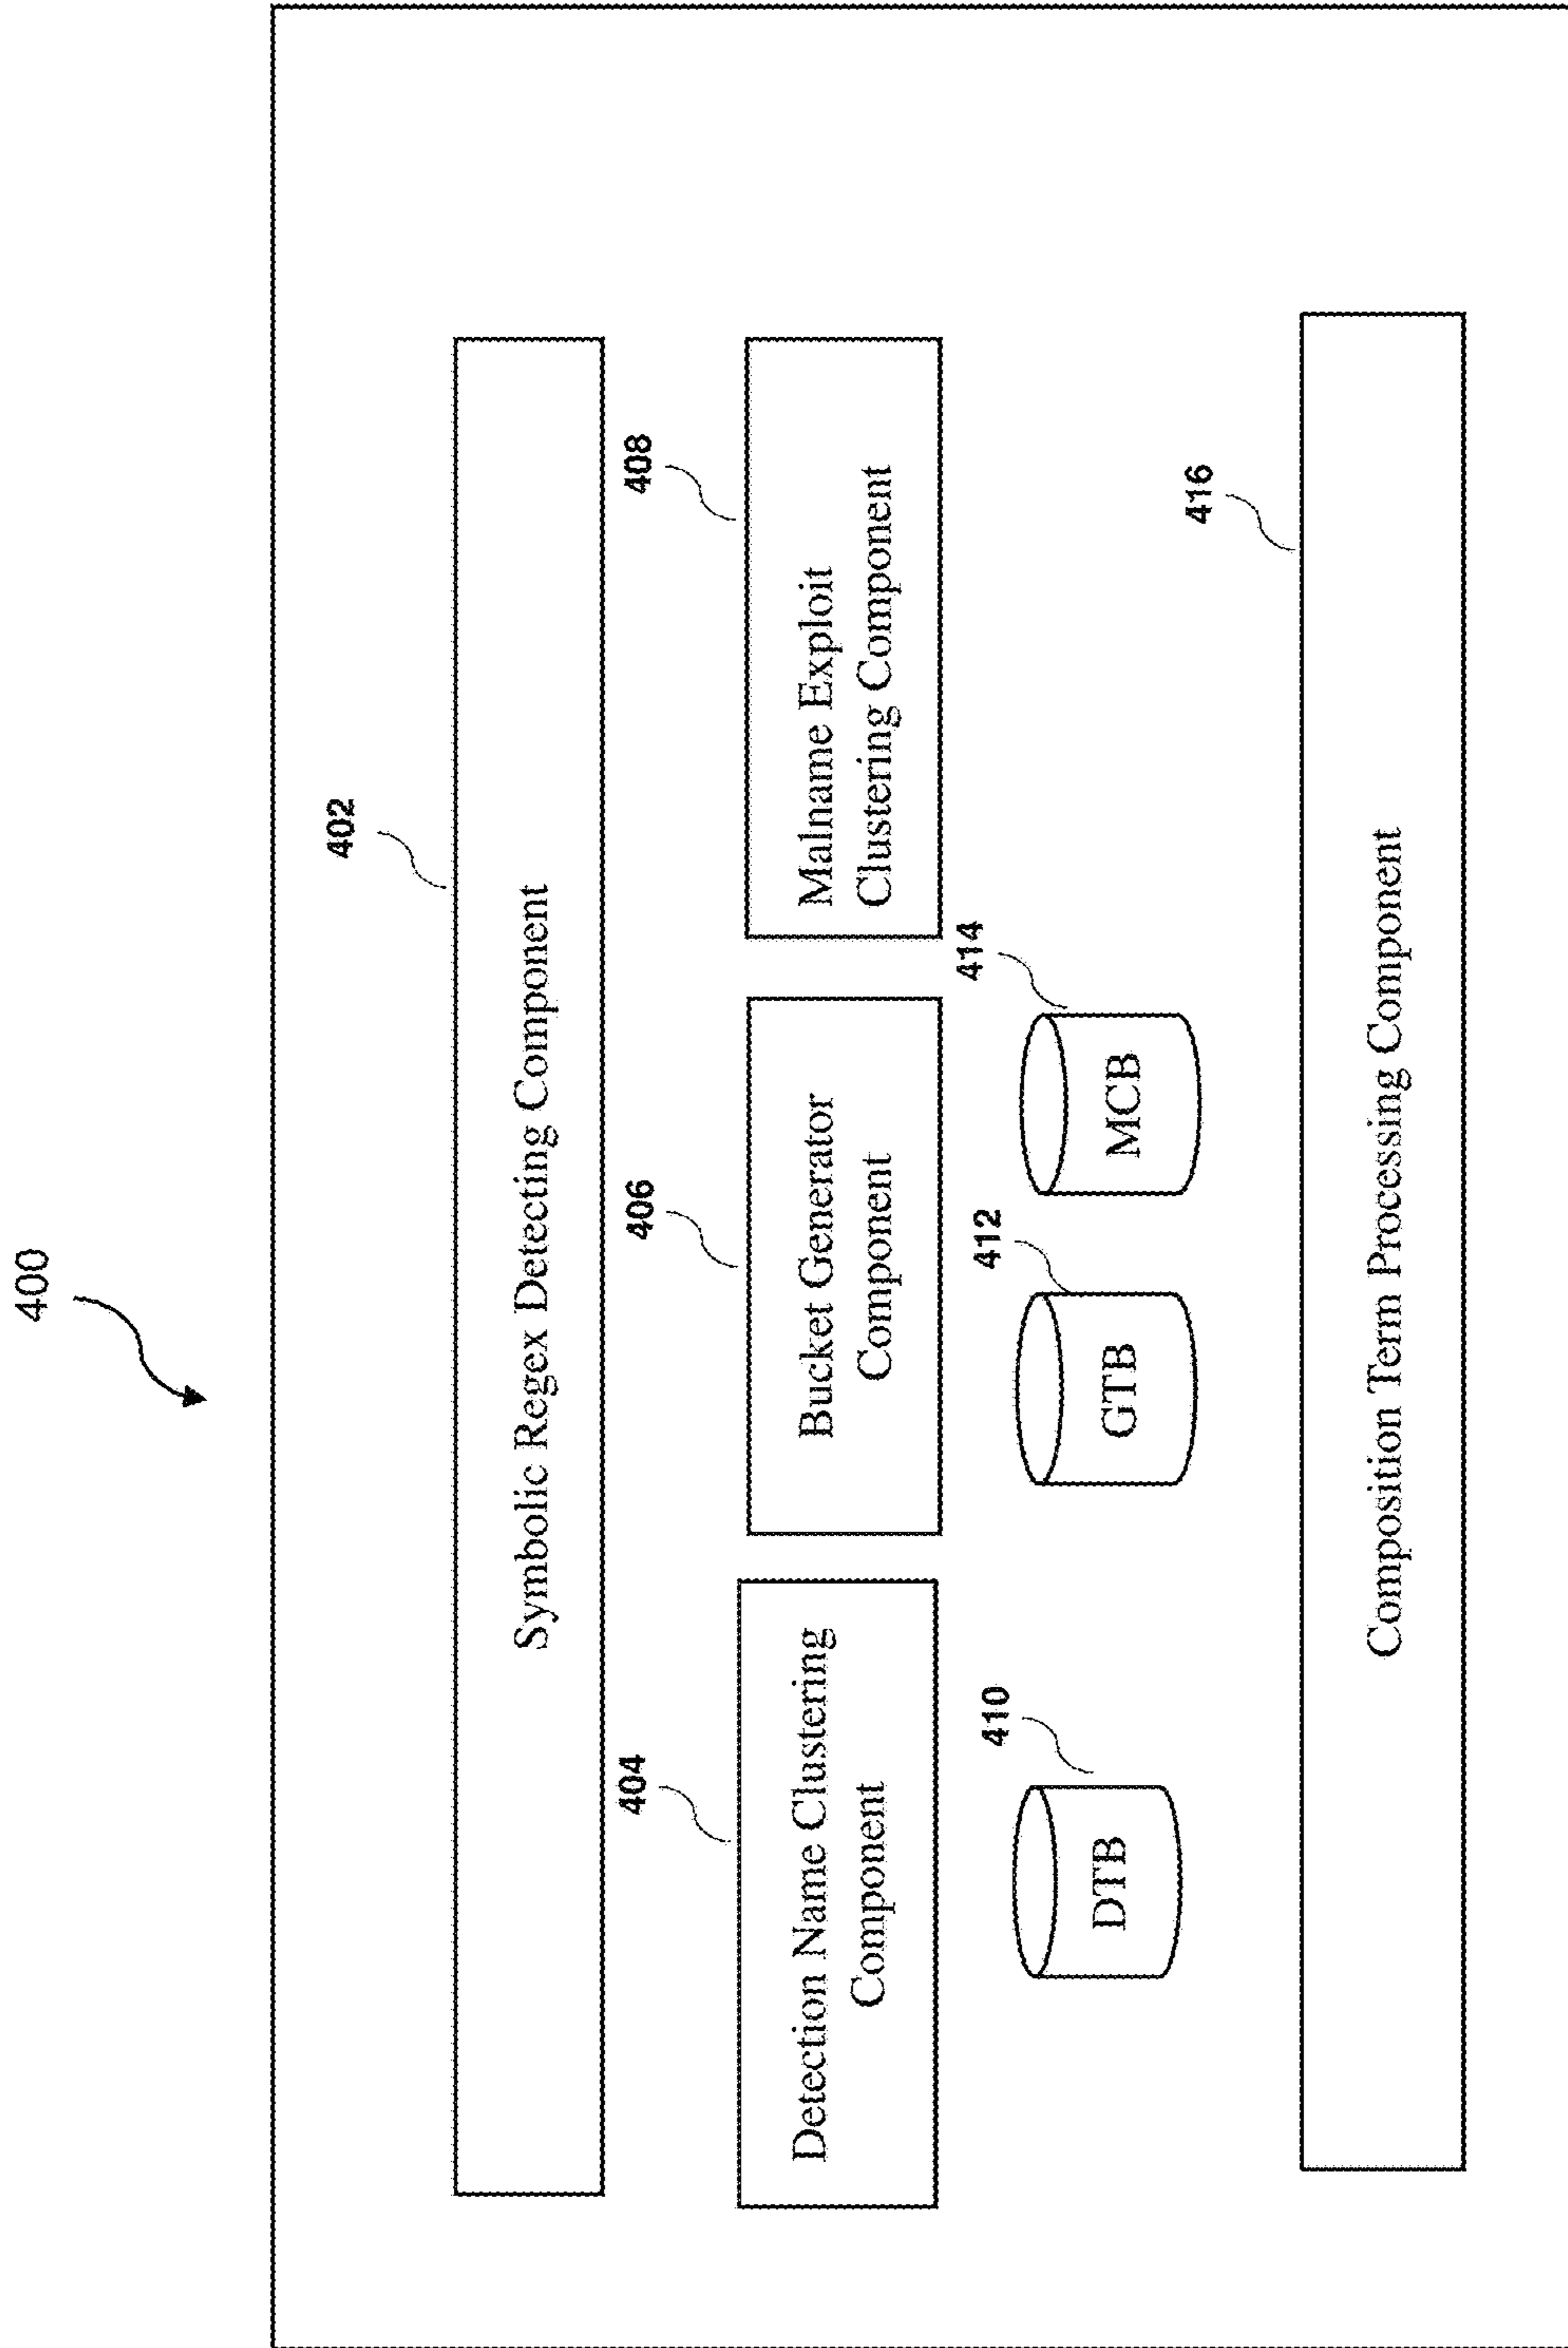 400
402
Symbolic Regex Detecting Component
404
406
408
Detection Name Clustering
Component
Bucket Generator
Component
Malname Exploit
Clustering Component
410
412
414
DTB
GTB
MCB
416
Composition Term Processing Component